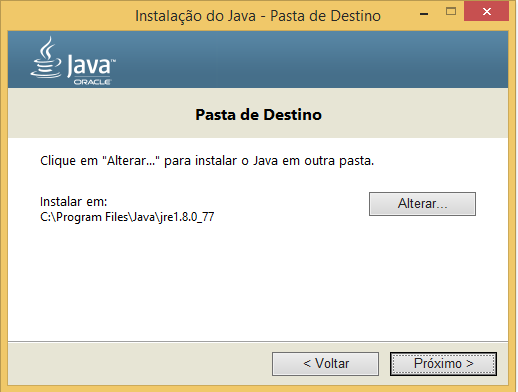 Instalação do Java - Pasta de Destino
Java™
ORACLE
Pasta de Destino
Clique em "Alterar..." para instalar o Java em outra pasta.
Instalar em:
C:\Program Files\Java\jre1.8.0_77
Alterar...
< Voltar
Próximo >